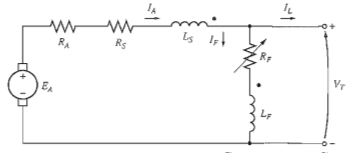 I_A
L_S
I_F
I_L
+
R_A
R_S
R_F
V_T
+
E_A
−
L_F
−